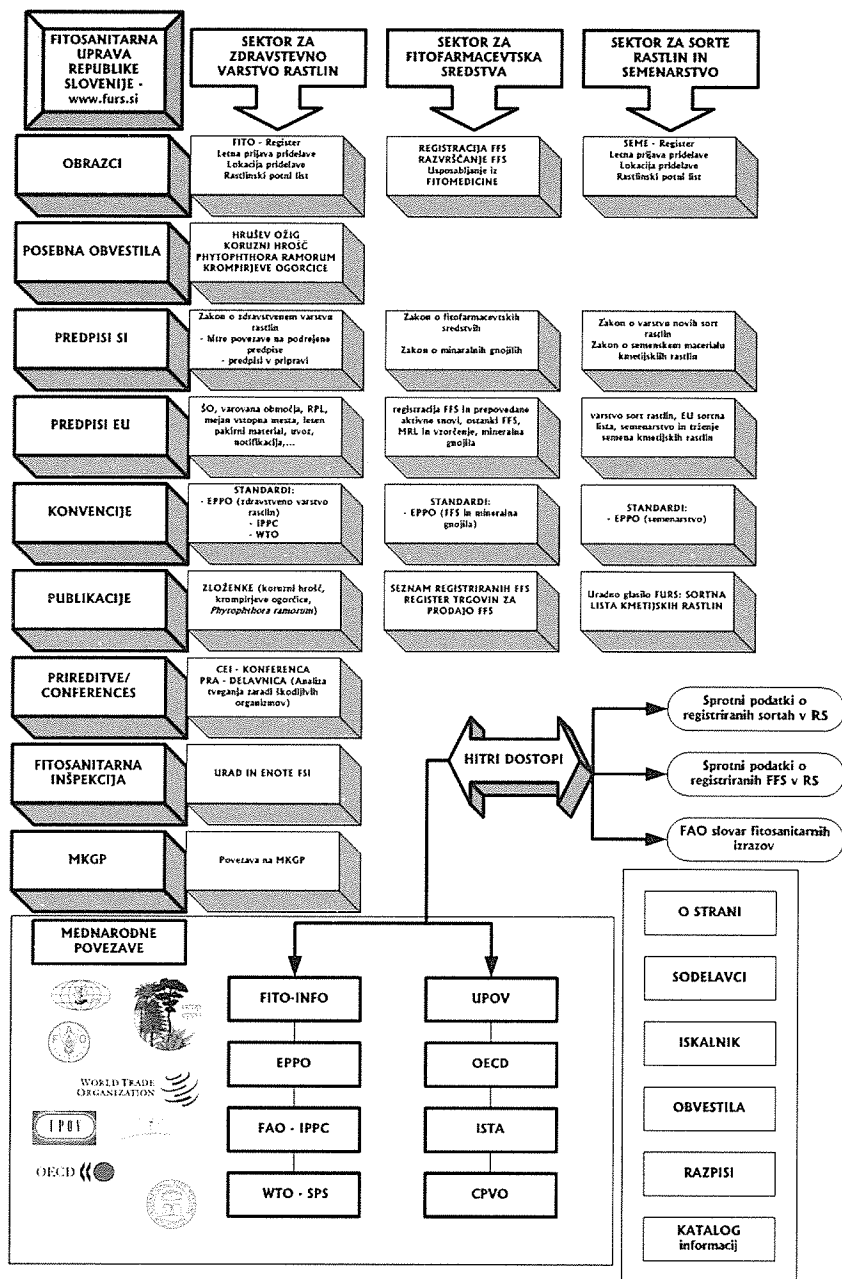 FITOSANITARNA
UPRAVA
REPUBLIKE
SLOVENIJE -
www.furs.si
SEKTOR ZA
ZDRAVSTEVNO
VARSTVO RASTLIN
SEKTOR ZA
FITOFARMACEVTSKA
SREDSTVA
SEKTOR ZA SORTE
RASTLIN IN
SEMENARSTVO
OBRAZCI
FITO - Register
Letna prijava pridelave
Lokacija pridelave
Rastlinski potni list
REGISTRACIJA FFS
RAZVRŠČANJE FFS
Usposabljanje iz
FITOMEDICINE
SEME - Register
Letna prijava pridelave
Lokacija pridelave
Rastlinski potni list
POSEBNA OBVESTILA
HRUŠEV OŽIG
KORUZNI HROŠČ
PHYTOPHTHORA RAMORUM
KROMPIRJEVE OGORČICE
PREDPISI SI
Zakon o zdravstvenem varstvu
rastlin
- hitre povezave na podrejene
predpise
- predpisi v pripravi
Zakon o fitofarmacevtskih
sredstvih
Zakon o mineralnih gnojilih
Zakon o varstvu novih sort
rastlin
Zakon o semenskem materialu
kmetijskih rastlin
PREDPISI EU
ŠO, varovana območja, RPL,
mejan vstopna mesta, lesen
pakirni material, uvoz,
notifikacija,...
registracija FFS in prepovedane
aktivne snovi, ostanki FFS,
MRL in vzorčenje, mineralna
gnojila
varstvo sort rastlin, EU sortna
lista, semenarstvo in trženje
semena kmetijskih rastlin
KONVENCIJE
STANDARDI:
- EPPO (zdravstveno varstvo
rastlin)
- IPPC
- WTO
STANDARDI:
- EPPO (FFS in mineralna
gnojila)
STANDARDI:
- EPPO (semenarstvo)
PUBLIKACIJE
ZLOŽENKE (koruzni hrošč,
krompirjeve ogorčice,
Phytophthora ramorum)
SEZNAM REGISTRIRANIH FFS
REGISTER TRGOVIN ZA
PRODAJO FFS
Uradno glasilo FURS: SORTNA
LISTA KMETIJSKIH RASTLIN
PRIREDITVE/
CONFERENCES
CEI - KONFERENCA
PRA - DELAVNICA (Analiza
tveganja zaradi škodljivih
organizmov)
HITRI DOSTOPI
Sprotni podatki o
registriranih sortah v RS
Sprotni podatki o
registriranih FFS v RS
FAO slovar fitosanitarnih
izrazov
FITOSANITARNA
INŠPEKCIJA
URAD IN ENOTE FSI
MKGP
Povezava na MKGP
MEDNARODNE
POVEZAVE
FAO
WORLD TRADE
ORGANIZATION
UPOV
OECD
FITO-INFO
EPPO
FAO - IPPC
WTO - SPS
UPOV
OECD
ISTA
CPVO
O STRANI
SODELAVCI
ISKALNIK
OBVESTILA
RAZPISI
KATALOG
informacij